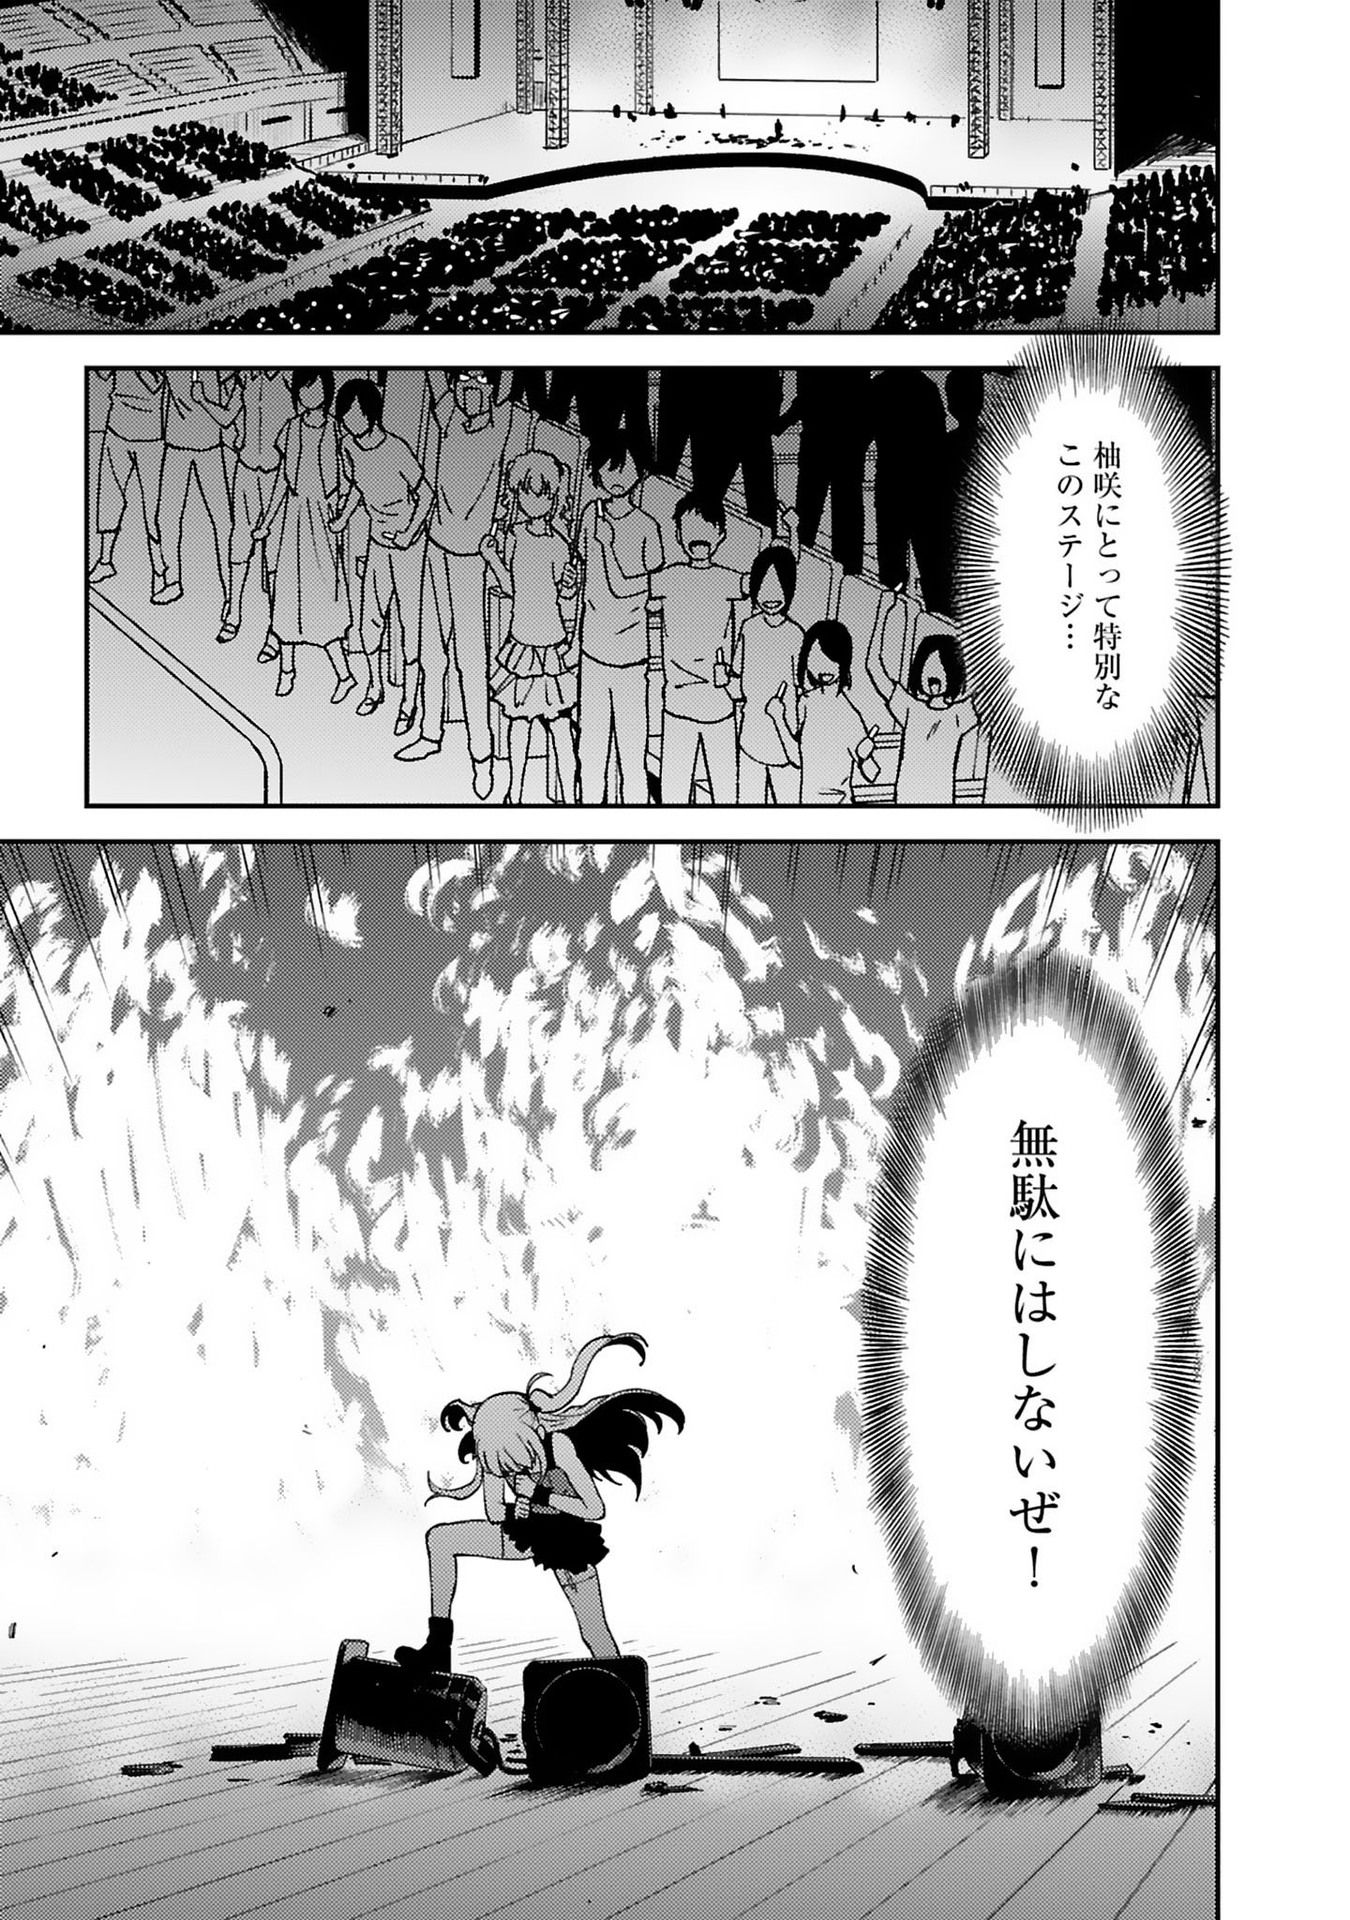 柚咲にとって特別な
このステージ…
無駄にはしないぜ！